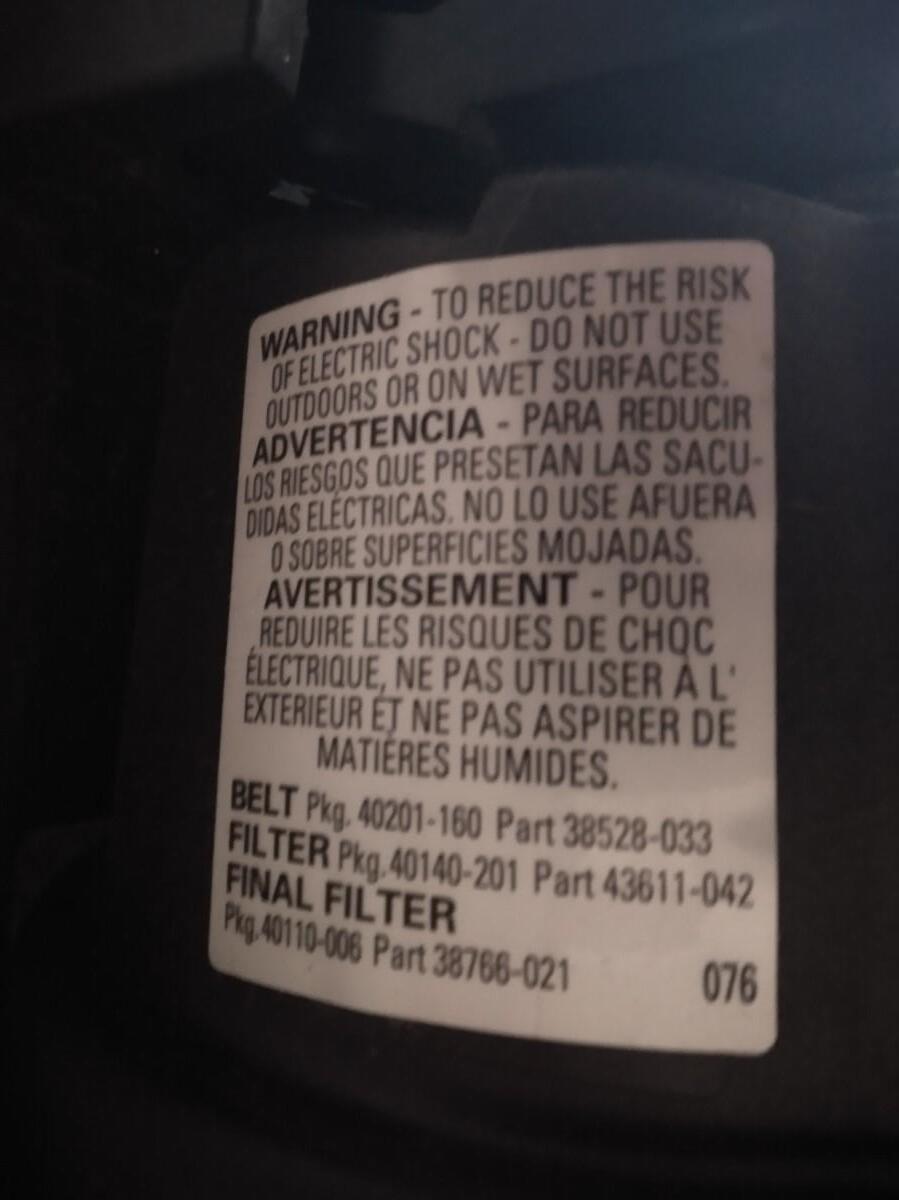 WARNING - TO REDUCE THE RISK
OF ELECTRIC SHOCK - DO NOT USE
OUTDOORS OR ON WET SURFACES.
ADVERTENCIA - PARA REDUCIR
LOS RIESGOS QUE PRESETAN LAS SACU-
DIDAS ELÉCTRICAS. NO LO USE AFUERA
O SOBRE SUPERFICIES MOJADAS.
AVERTISSEMENT - POUR
REDUIRE LES RISQUES DE CHOC
ÉLECTRIQUE, NE PAS UTILISER À L'
EXTERIEUR ET NE PAS ASPIRER DE
MATIÉRES HUMIDES.
BELT Pkg. 40201-160 Part 38528-033
FILTER Pkg. 40140-201 Part 43611-042
FINAL FILTER
Pkg. 40110-006 Part 38766-021 076